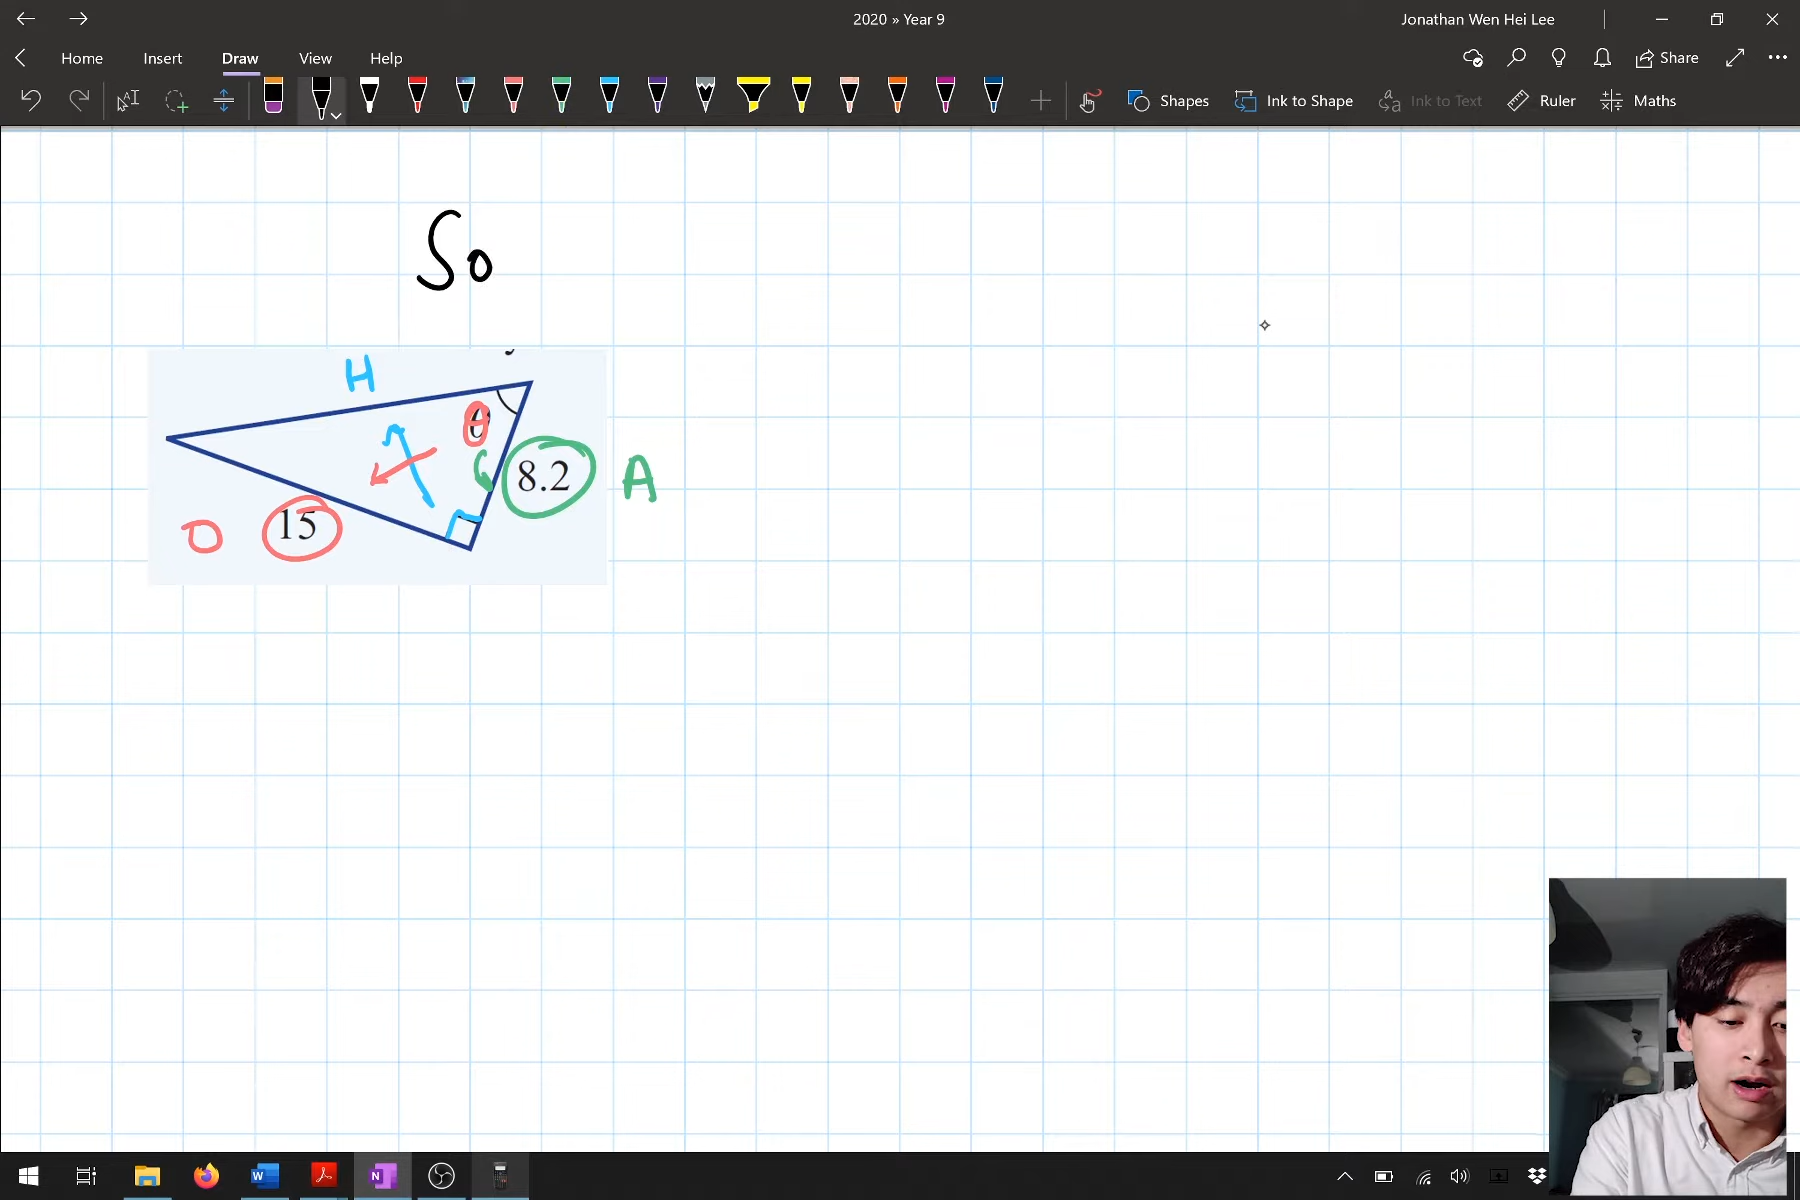 2020 » Year 9
Jonathan Wen Hei Lee
Home Insert Draw View Help
Share
Shapes Ink to Shape Ink to Text Ruler Maths
So
H
θ
8.2 A
O 15